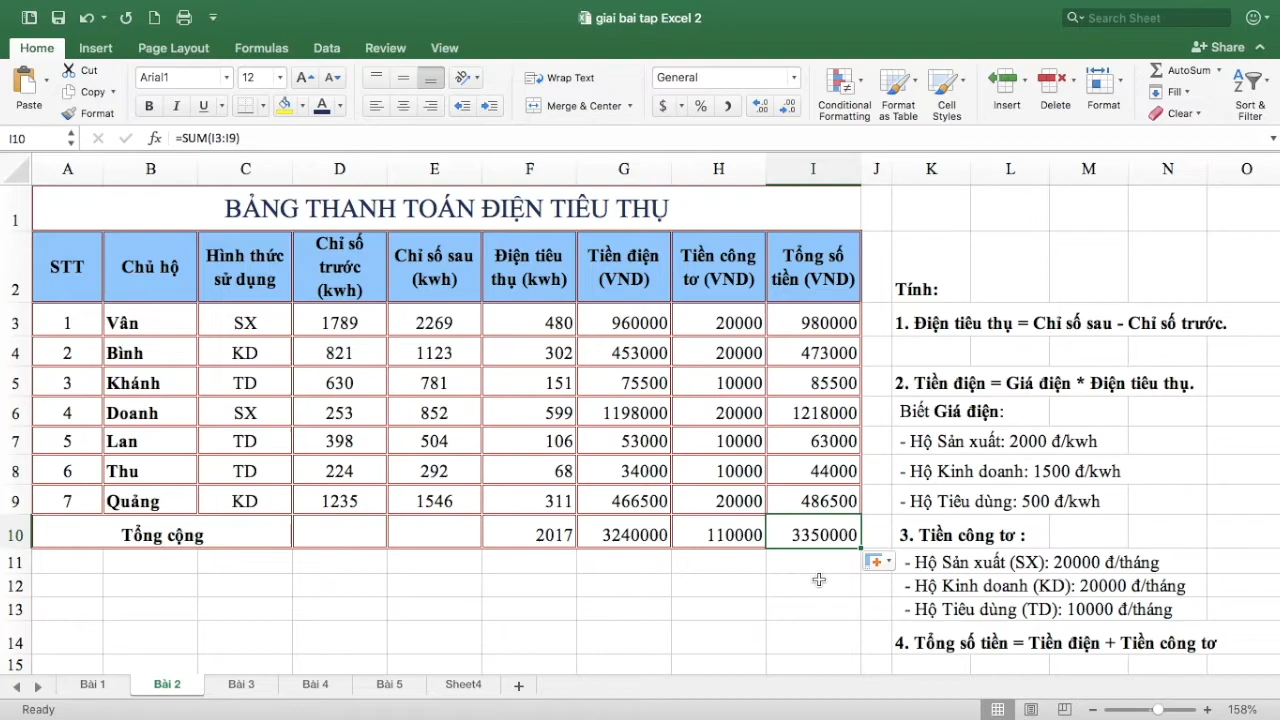 giai bai tap Excel 2
Search Sheet
Home Insert Page Layout Formulas Data Review View
Share
Paste
Cut
Copy
Format
Arial1 12
B I U
Wrap Text
Merge & Center
General
$ %
Conditional Formatting
Format as Table
Cell Styles
Insert Delete Format
AutoSum
Fill
Clear
Sort & Filter
I10 fx =SUM(I3:I9)
A B C D E F G H I J K L M N O
1 BẢNG THANH TOÁN ĐIỆN TIÊU THỤ
2 STT Chủ hộ Hình thức sử dụng Chỉ số trước (kwh) Chỉ số sau (kwh) Điện tiêu thụ (kwh) Tiền điện (VND) Tiền công tơ (VND) Tổng số tiền (VND) Tính:
3 1 Vân SX 1789 2269 480 960000 20000 980000 1. Điện tiêu thụ = Chỉ số sau - Chỉ số trước.
4 2 Bình KD 821 1123 302 453000 20000 473000
5 3 Khánh TD 630 781 151 75500 10000 85500 2. Tiền điện = Giá điện * Điện tiêu thụ.
6 4 Doanh SX 253 852 599 1198000 20000 1218000 Biết Giá điện:
7 5 Lan TD 398 504 106 53000 10000 63000 - Hộ Sản xuất: 2000 đ/kwh
8 6 Thu TD 224 292 68 34000 10000 44000 - Hộ Kinh doanh: 1500 đ/kwh
9 7 Quảng KD 1235 1546 311 466500 20000 486500 - Hộ Tiêu dùng: 500 đ/kwh
10 Tổng cộng 2017 3240000 110000 3350000 3. Tiền công tơ :
11 - Hộ Sản xuất (SX): 20000 đ/tháng
12 - Hộ Kinh doanh (KD): 20000 đ/tháng
13 - Hộ Tiêu dùng (TD): 10000 đ/tháng
14 4. Tổng số tiền = Tiền điện + Tiền công tơ
15
Bài 1 Bài 2 Bài 3 Bài 4 Bài 5 Sheet4
Ready 158%